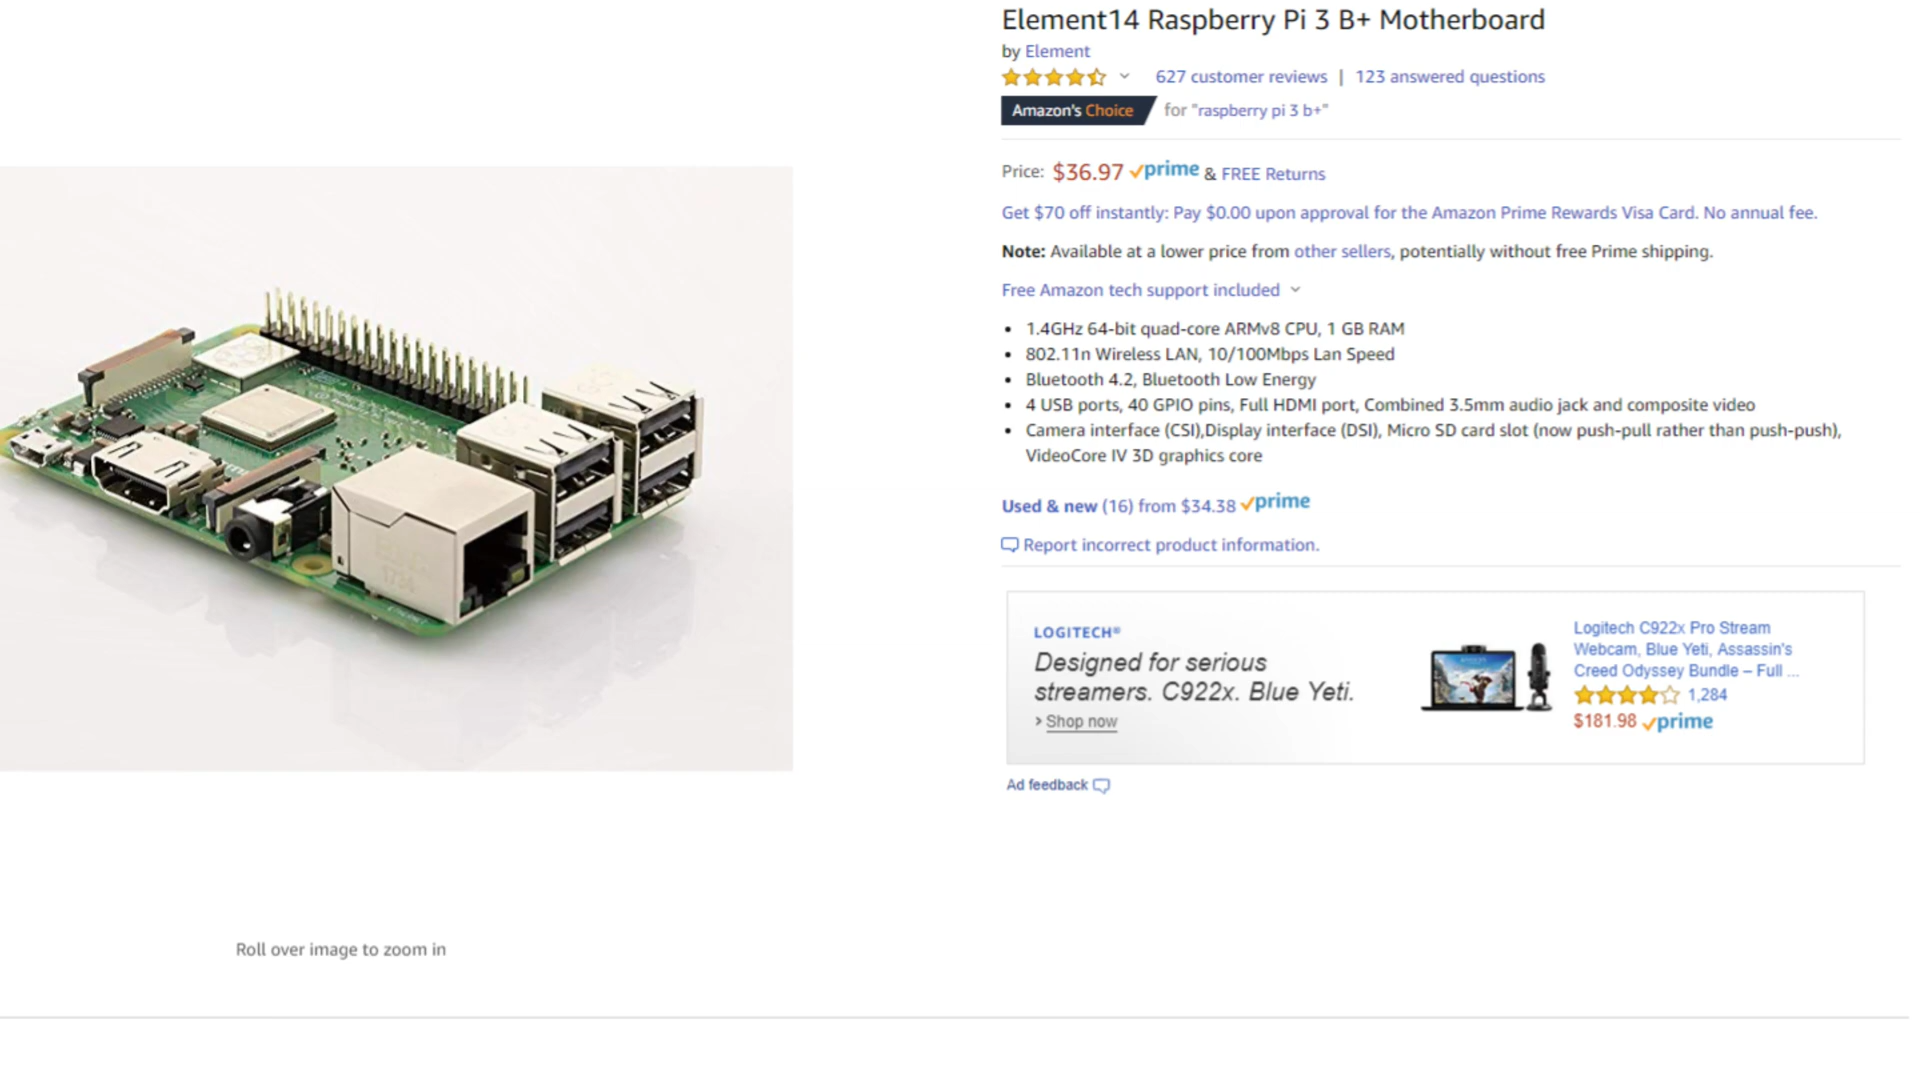 Element14 Raspberry Pi 3 B+ Motherboard
by Element
627 customer reviews | 123 answered questions
Amazon's Choice for "raspberry pi 3 b+"
Price: $36.97 prime & FREE Returns
Get $70 off instantly: Pay $0.00 upon approval for the Amazon Prime Rewards Visa Card. No annual fee.
Note: Available at a lower price from other sellers, potentially without free Prime shipping.
Free Amazon tech support included
• 1.4GHz 64-bit quad-core ARMv8 CPU, 1 GB RAM
• 802.11n Wireless LAN, 10/100Mbps Lan Speed
• Bluetooth 4.2, Bluetooth Low Energy
• 4 USB ports, 40 GPIO pins, Full HDMI port, Combined 3.5mm audio jack and composite video
• Camera interface (CSI),Display interface (DSI), Micro SD card slot (now push-pull rather than push-push),
VideoCore IV 3D graphics core
Used & new (16) from $34.38 prime
Report incorrect product information.
LOGITECH®
Designed for serious
streamers. C922x. Blue Yeti.
› Shop now
Logitech C922x Pro Stream
Webcam, Blue Yeti, Assassin's
Creed Odyssey Bundle – Full ...
1,284
$181.98 prime
Ad feedback
Roll over image to zoom in